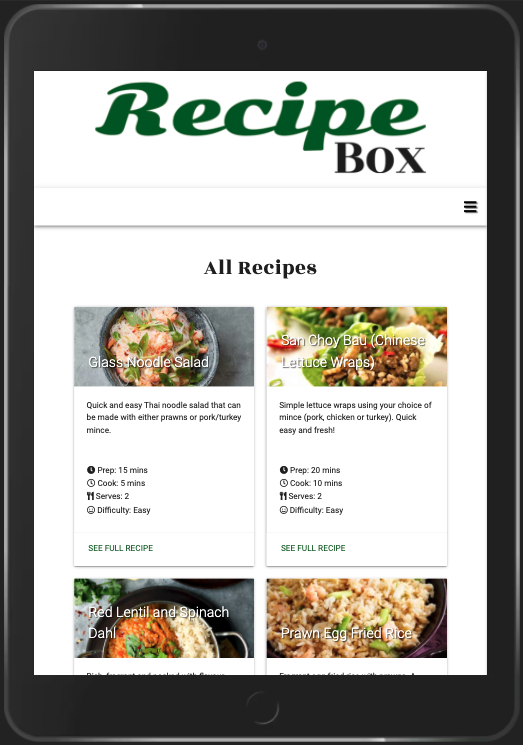 Recipe
BOX
All Recipes
Glass Noodle Salad
San Choy Bau (Chinese
Lettuce Wraps)
Quick and easy Thai noodle salad that can
be made with either prawns or pork/turkey
mince.
Simple lettuce wraps using your choice of
mince (pork, chicken or turkey). Quick
easy and fresh!
Prep: 15 mins
Cook: 5 mins
Serves: 2
Difficulty: Easy
Prep: 20 mins
Cook: 10 mins
Serves: 2
Difficulty: Easy
SEE FULL RECIPE
SEE FULL RECIPE
Red Lentil and Spinach
Dahl
Prawn Egg Fried Rice